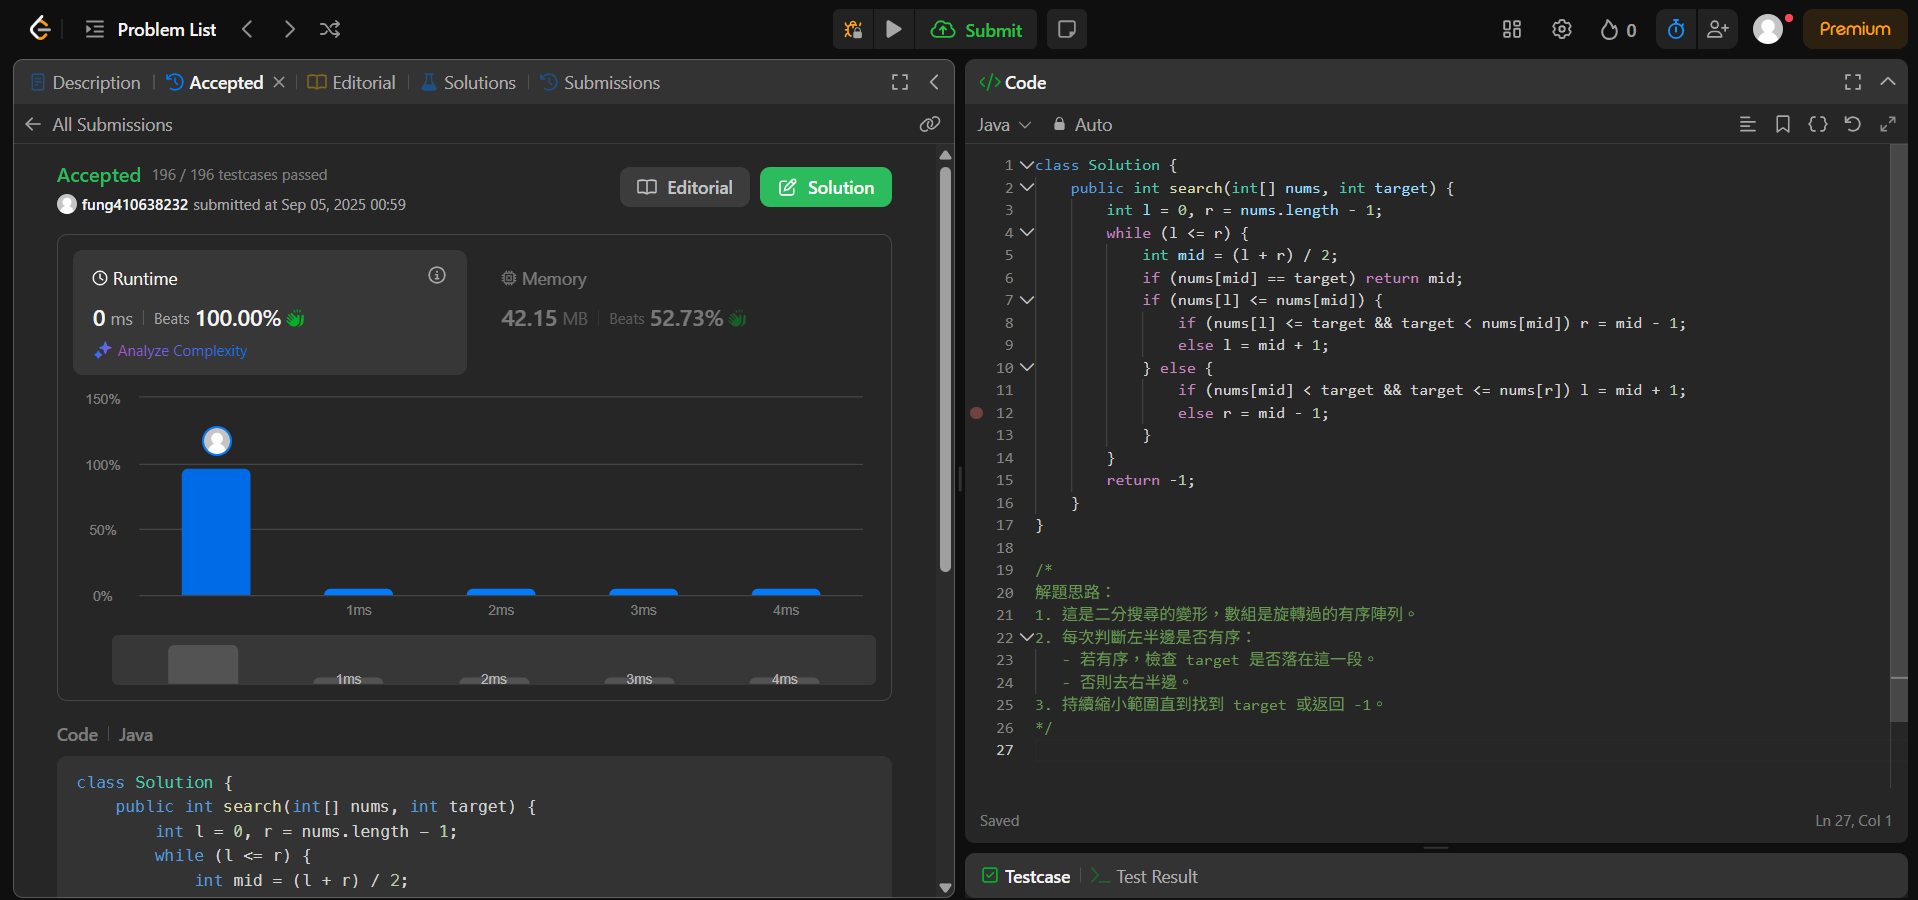 Problem List
Submit
0
Premium
Description
Accepted
Editorial
Solutions
Submissions
All Submissions
Accepted 196 / 196 testcases passed
fung410638232 submitted at Sep 05, 2025 00:59
Editorial
Solution
Runtime
0 ms
Beats 100.00%
Analyze Complexity
Memory
42.15 MB
Beats 52.73%
150%
100%
50%
0%
1ms
2ms
3ms
4ms
1ms
2ms
3ms
4ms
Code
Java
class Solution {
public int search(int[] nums, int target) {
int l = 0, r = nums.length - 1;
while (l <= r) {
int mid = (l + r) / 2;
</> Code
Java
Auto
1 class Solution {
2 public int search(int[] nums, int target) {
3 int l = 0, r = nums.length - 1;
4 while (l <= r) {
5 int mid = (l + r) / 2;
6 if (nums[mid] == target) return mid;
7 if (nums[l] <= nums[mid]) {
8 if (nums[l] <= target && target < nums[mid]) r = mid - 1;
9 else l = mid + 1;
10 } else {
11 if (nums[mid] < target && target <= nums[r]) l = mid + 1;
12 else r = mid - 1;
13 }
14 }
15 return -1;
16 }
17 }
18
19 /*
20 解題思路：
21 1. 這是二分搜尋的變形，數組是旋轉過的有序陣列。
22 2. 每次判斷左半邊是否有序：
23 - 若有序，檢查 target 是否落在這一段。
24 - 否則去右半邊。
25 3. 持續縮小範圍直到找到 target 或返回 -1。
26 */
27
Saved
Ln 27, Col 1
Testcase
Test Result